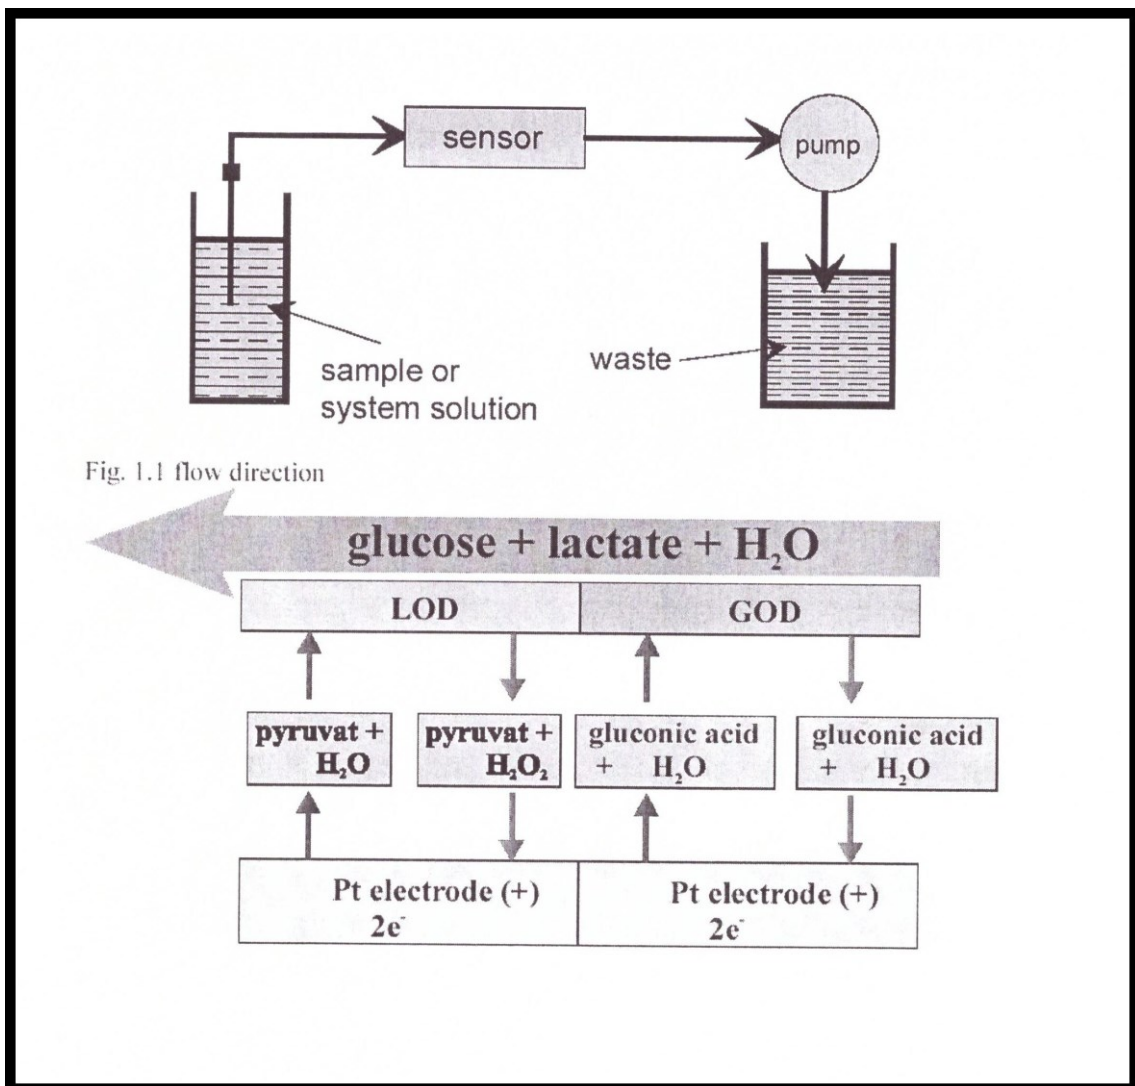 sensor
pump
sample or
system solution
waste
Fig. 1.1 flow direction
glucose + lactate + H₂O
LOD
GOD
pyruvat +
H₂O
pyruvat +
H₂O₂
gluconic acid
+ H₂O
gluconic acid
+ H₂O
Pt electrode (+)
2e⁻
Pt electrode (+)
2e⁻